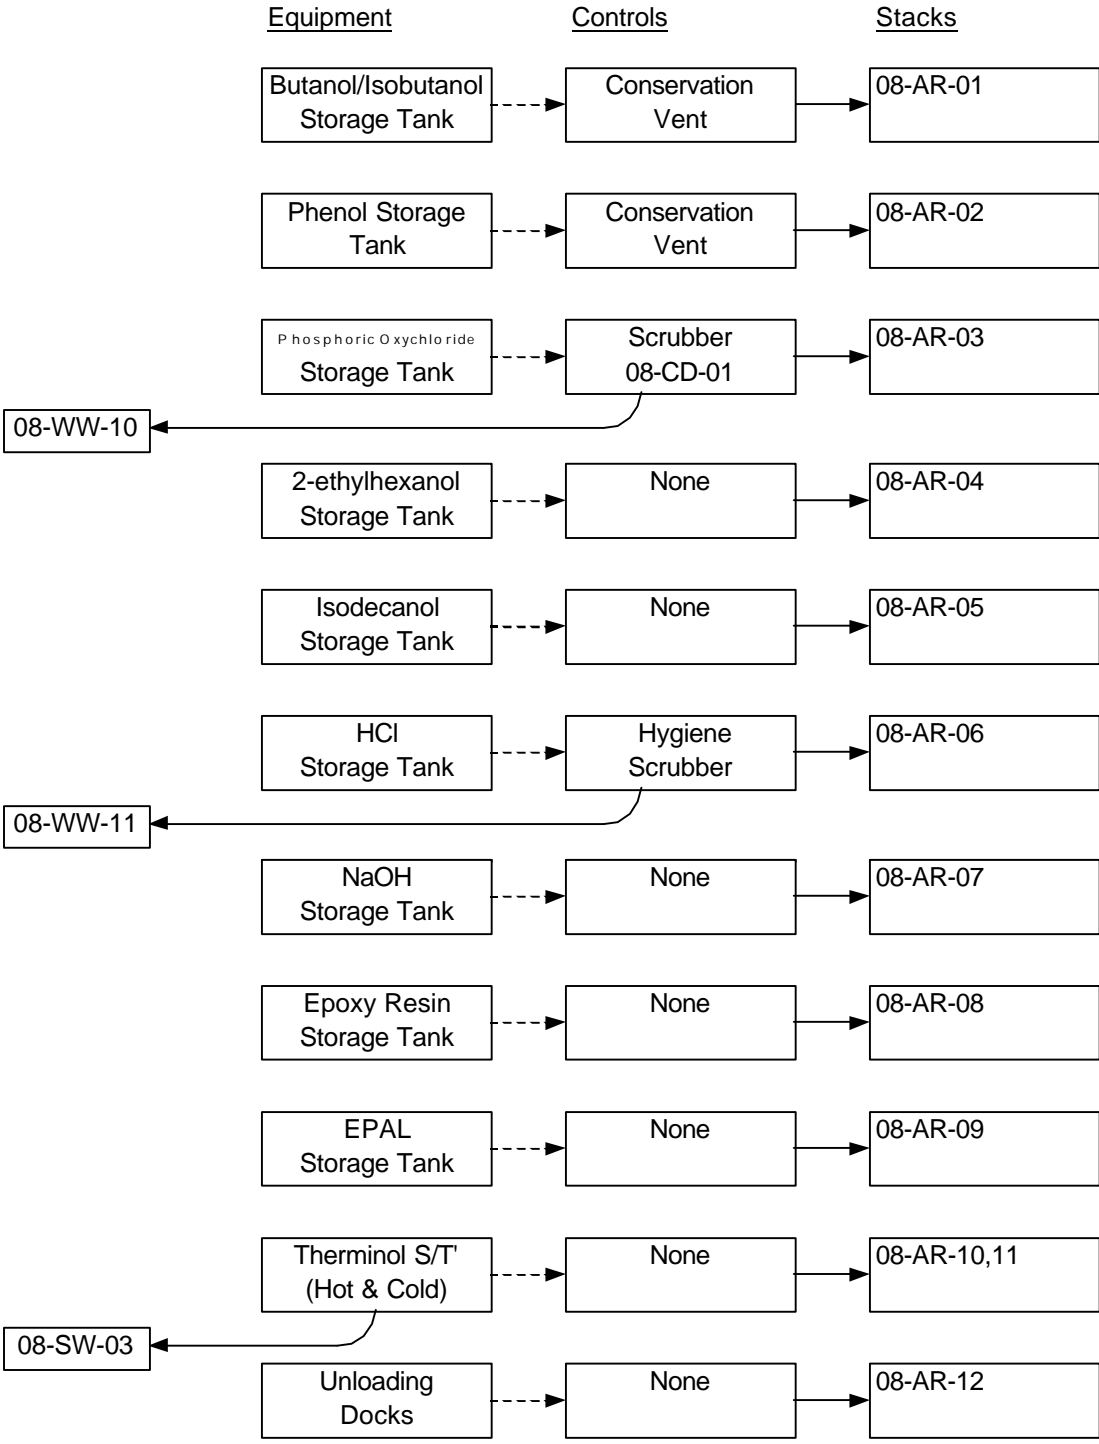 Equipment Controls Stacks
Butanol/Isobutanol
Storage Tank
Conservation
Vent
08-AR-01
Phenol Storage
Tank
Conservation
Vent
08-AR-02
Phosphoric Oxychloride
Storage Tank
Scrubber
08-CD-01
08-AR-03
08-WW-10
2-ethylhexanol
Storage Tank
None
08-AR-04
Isodecanol
Storage Tank
None
08-AR-05
HCl
Storage Tank
Hygiene
Scrubber
08-AR-06
08-WW-11
NaOH
Storage Tank
None
08-AR-07
Epoxy Resin
Storage Tank
None
08-AR-08
EPAL
Storage Tank
None
08-AR-09
Therminol S/T'
(Hot & Cold)
None
08-AR-10,11
08-SW-03
Unloading
Docks
None
08-AR-12